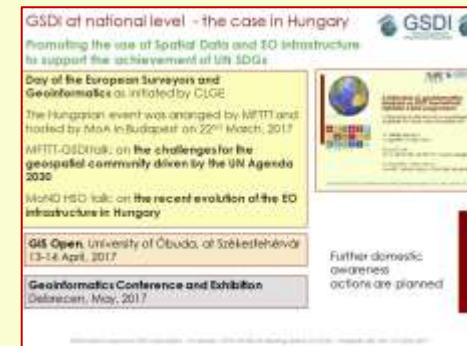 GSDI at national level - the case in Hungary
GSDI
Promoting the use of Spatial Data and EO Infrastructure
to support the achievement of UN SDGs
Day of the European Surveyors and
Geoinformatics as initiated by CLGE
The Hungarian event was arranged by MFTTT and
hosted by MoA in Budapest on 22nd March, 2017
MFTTT-GSDI talk: on the challenges for the
geospatial community driven by the UN Agenda
2030
MoND HSO talk: on the recent evolution of the EO
infrastructure in Hungary
GIS Open, University of Óbuda, at Székesfehérvár
13-14 April, 2017
Geoinformatics Conference and Exhibition
Debrecen, May, 2017
Further domestic
awareness
actions are planned